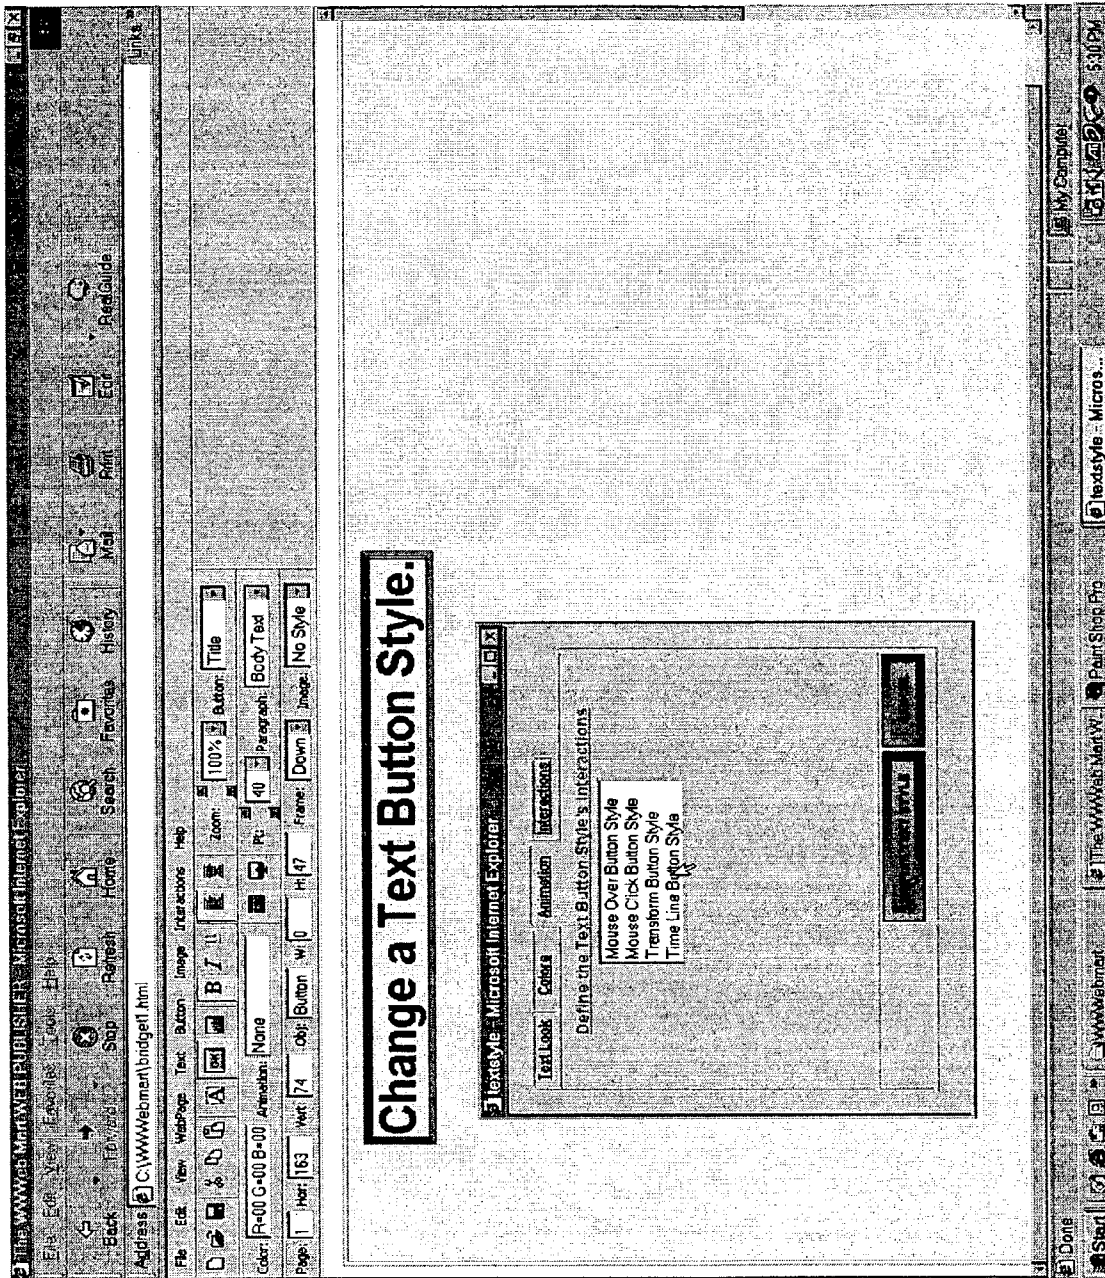 The WWWeb Mart WEB PUBLISHER - Microsoft Internet Explorer
File Edit View Favorites Help
Back Forward Stop Refresh Home Search Favorites History Mail Print Edit RealGuide
Address C:\WWWebmart\bridget1.html Links
File Edit View WebPage Text Button Image Interactions Help
B I U Zoom: 100% Button: Title
Color: R=00 G=00 B=00 Animation: None Pt: 40 Paragraph: Body Text
Page: 1 Hor: 163 Vert: 74 Obj: Button W: 0 H: 47 Frame: Down Image: No Style
Change a Text Button Style.
textstyle - Microsoft Internet Explorer
Text Look Colors Animation Interactions
Define the Text Button Style's Interactions
Mouse Over Button Style
Mouse Click Button Style
Transform Button Style
Time Line Button Style
Done My Computer
Start WWWebmart The WWWeb Mart W... Paint Shop Pro textstyle - Micros... 5:30 PM